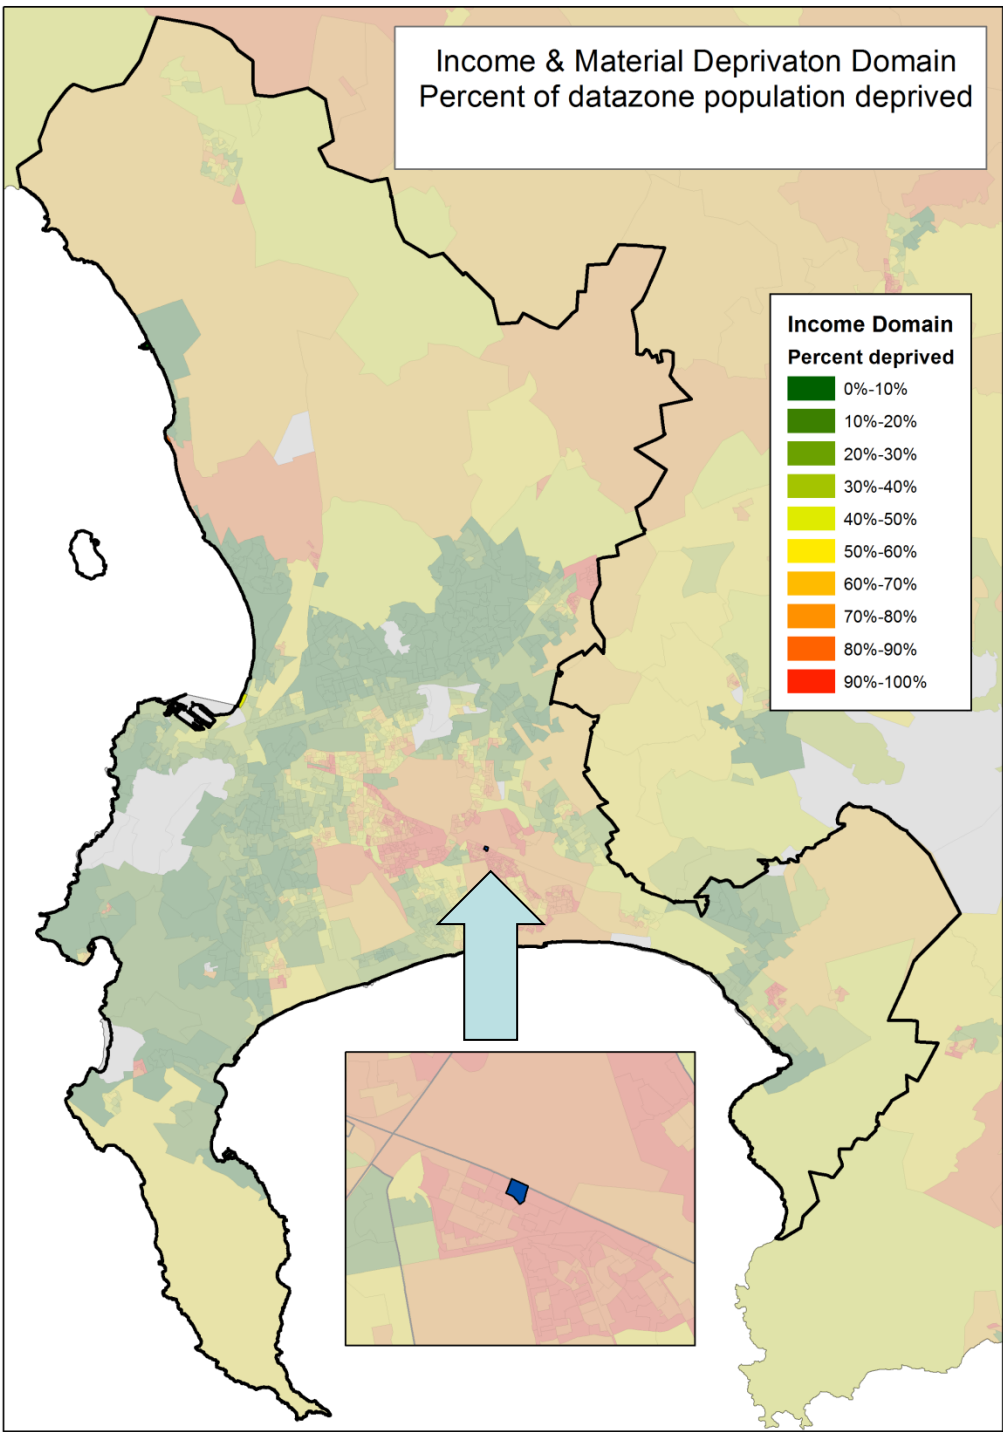 Income & Material Deprivaton Domain
Percent of datazone population deprived
Income Domain
Percent deprived
0%-10%
10%-20%
20%-30%
30%-40%
40%-50%
50%-60%
60%-70%
70%-80%
80%-90%
90%-100%